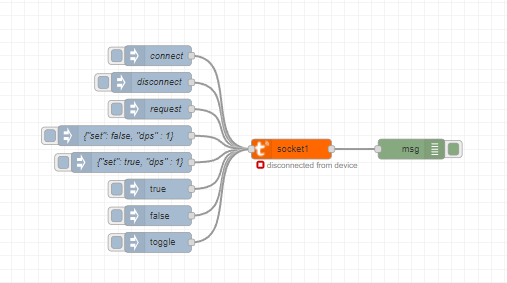 connect
disconnect
request
{"set": false, "dps" : 1}
{"set": true, "dps" : 1}
true
false
toggle
t socket1
disconnected from device
msg